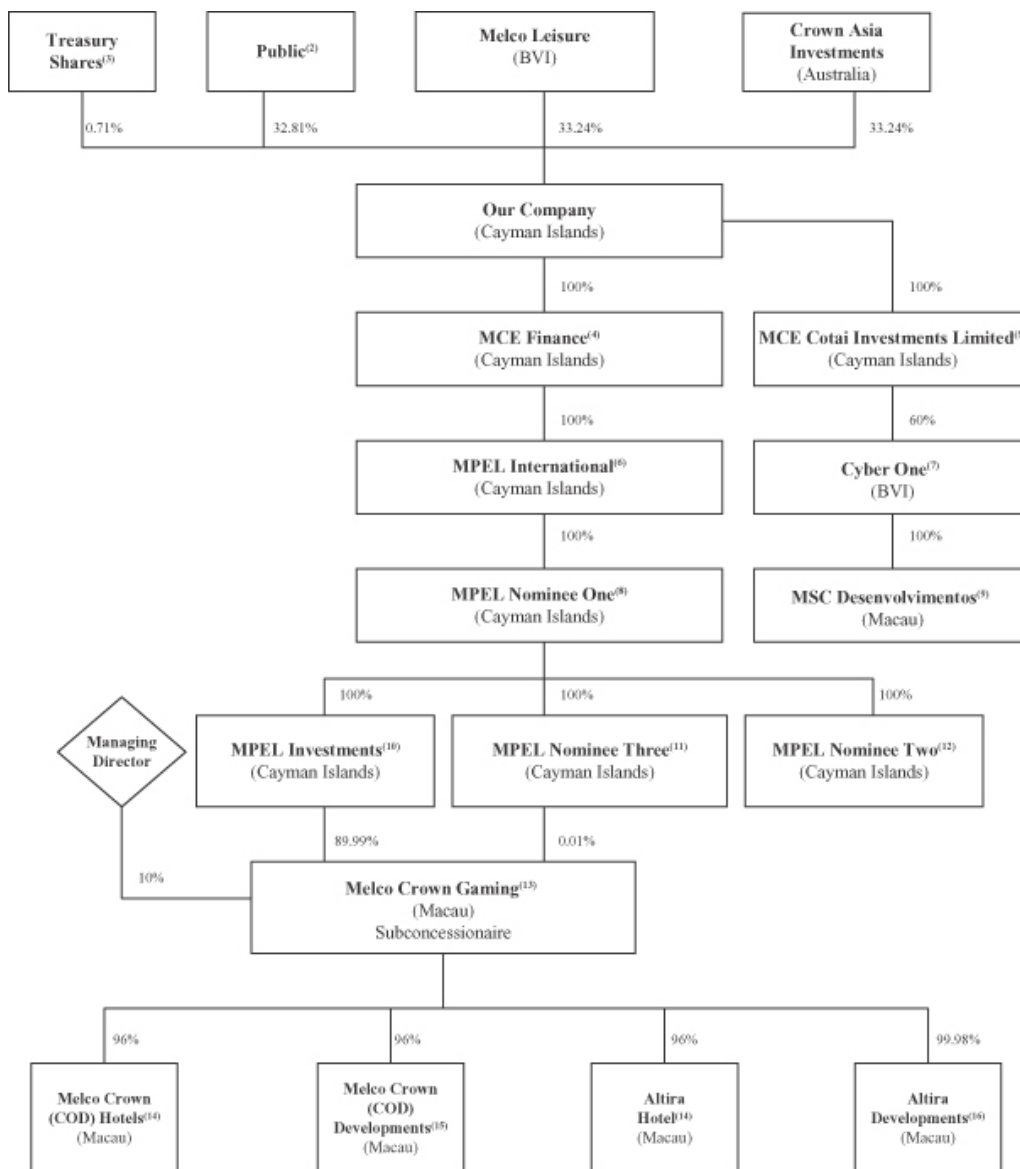 Treasury
Shares(3)
Public(2)
Melco Leisure
(BVI)
Crown Asia
Investments
(Australia)
0.71%
32.81%
33.24%
33.24%
Our Company
(Cayman Islands)
100%
100%
MCE Finance(4)
(Cayman Islands)
MCE Cotai Investments Limited(
(Cayman Islands)
100%
60%
MPEL International(6)
(Cayman Islands)
Cyber One(7)
(BVI)
100%
100%
MPEL Nominee One(8)
(Cayman Islands)
MSC Desenvolvimentos(9)
(Macau)
100%
100%
100%
Managing
Director
MPEL Investments(10)
(Cayman Islands)
MPEL Nominee Three(11)
(Cayman Islands)
MPEL Nominee Two(12)
(Cayman Islands)
89.99%
0.01%
10%
Melco Crown Gaming(13)
(Macau)
Subconcessionaire
96%
96%
96%
99.98%
Melco Crown
(COD) Hotels(14)
(Macau)
Melco Crown
(COD)
Developments(15)
(Macau)
Altira
Hotel(14)
(Macau)
Altira
Developments(16)
(Macau)